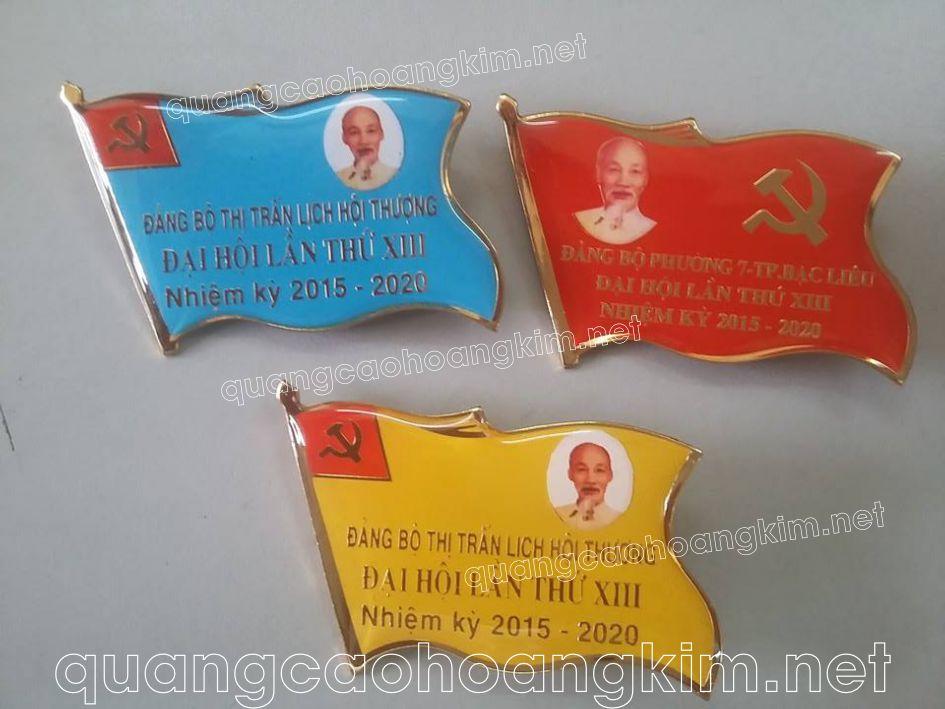 quangcaohoangkim.net
ĐẢNG BỘ THỊ TRẤN LỊCH HỘI THƯỢNG
ĐẠI HỘI LẦN THỨ XIII
Nhiệm kỳ 2015 - 2020
quangcaohoangkim.net
ĐẢNG BỘ PHƯỜNG 7-TP.BẠC LIÊU
ĐẠI HỘI LẦN THỨ XIII
NHIỆM KỲ 2015 - 2020
quangcaohoangkim.net
ĐẢNG BỘ THỊ TRẤN LỊCH HỘI THƯỢNG
ĐẠI HỘI LẦN THỨ XIII
Nhiệm kỳ 2015 - 2020
quangcaohoangkim.net
quangcaohoangkim.net